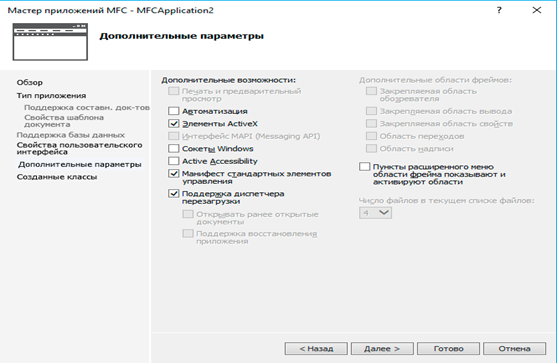 Мастер приложений MFC - MFCApplication2
?
Дополнительные параметры
Обзор
Тип приложения
Поддержка составн. док-тов
Свойства шаблона
документа
Поддержка базы данных
Свойства пользовательского
интерфейса
Дополнительные параметры
Созданные классы
Дополнительные возможности:
Печать и предварительный
просмотр
Автоматизация
Элементы ActiveX
Интерфейс MAPI (Messaging API)
Сокеты Windows
Active Accessibility
Манифест стандартных элементов
управления
Поддержка диспетчера
перезагрузки
Открывать ранее открытые
документы
Поддержка восстановления
приложения
Дополнительные области фреймов:
Закрепляемая область
обозревателя
Закрепляемая область вывода
Закрепляемая область свойств
Область переходов
Область надписи
Пункты расширенного меню
области фрейма показывают и
активируют области
Число файлов в текущем списке файлов:
4
< Назад
Далее >
Готово
Отмена